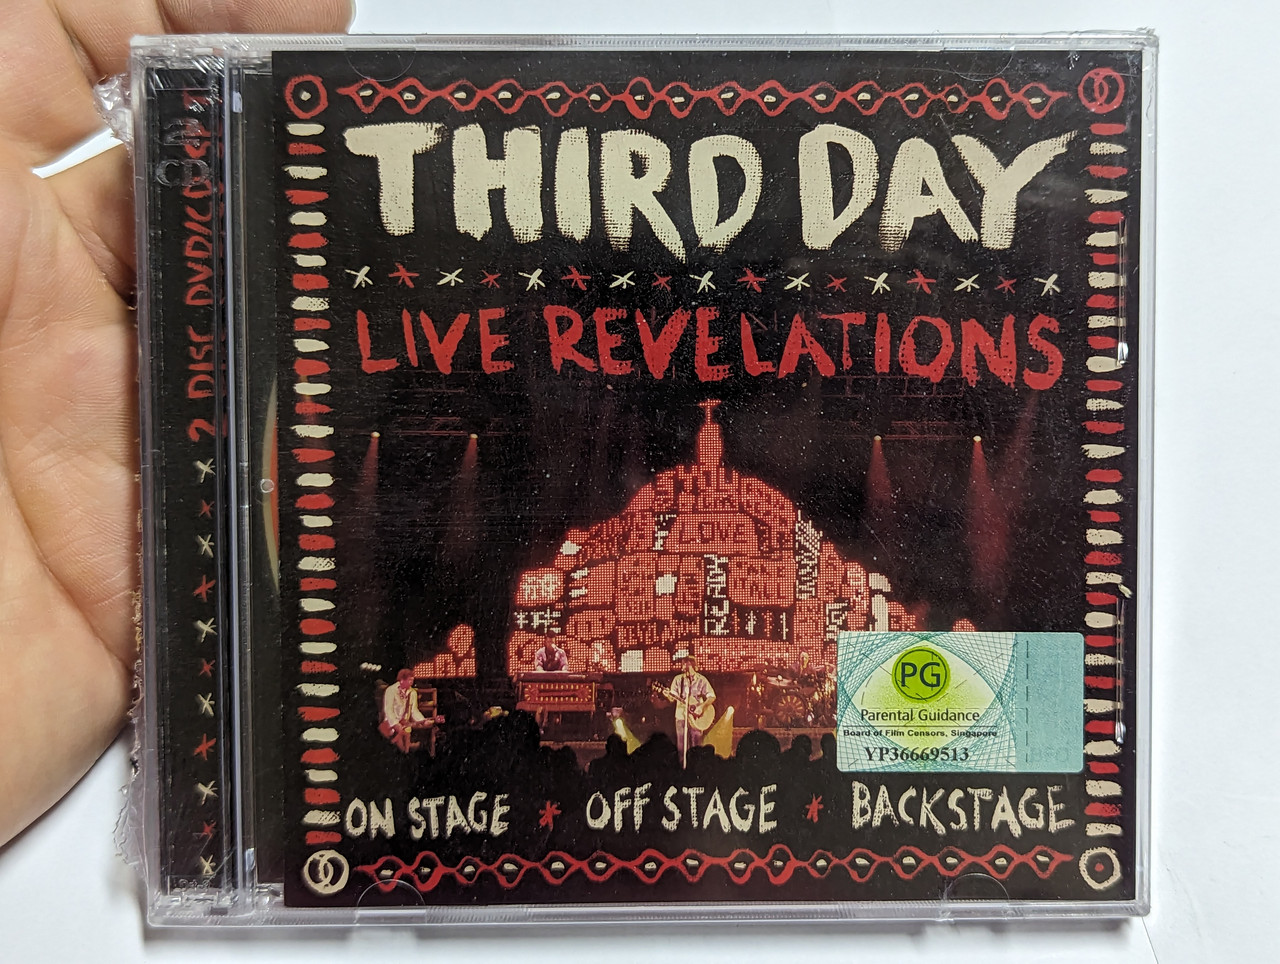 THIRD DAY
LIVE REVELATIONS
LOVE
PG
Parental Guidance
Board of Film Censors, Singapore
YP36669513
ON STAGE * OFF STAGE * BACKSTAGE
2 DISC DVD/CD